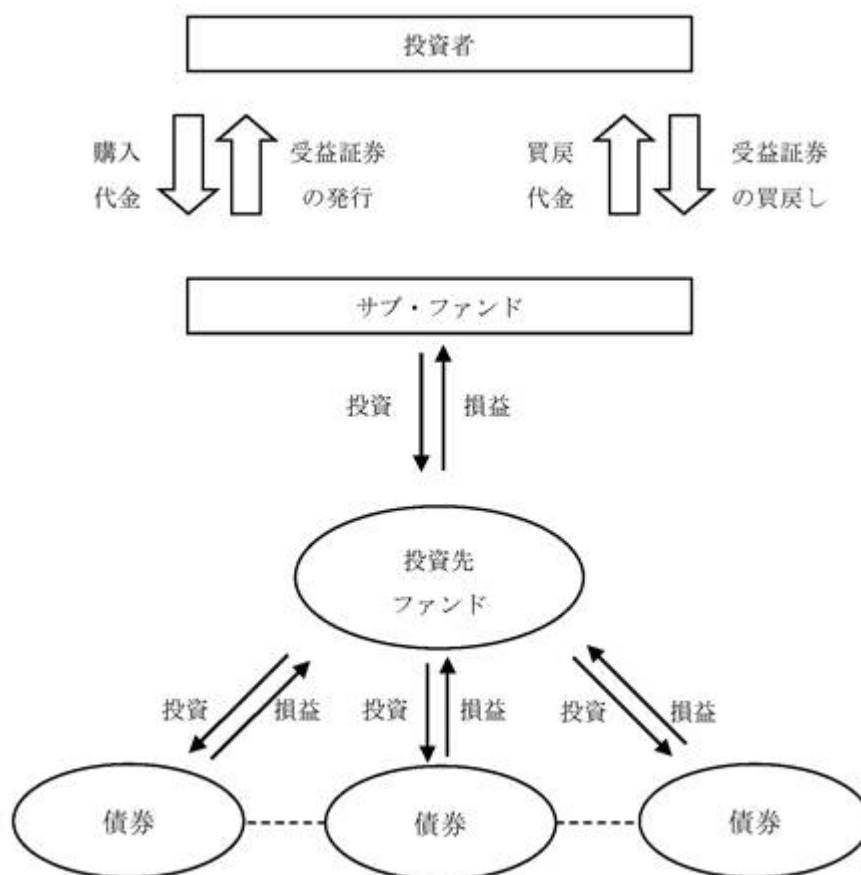 投資者
購入
代金
受益証券
の発行
買戻
代金
受益証券
の買戻し
サブ・ファンド
投資
損益
投資先
ファンド
投資
損益
投資
損益
投資
損益
債券
債券
債券